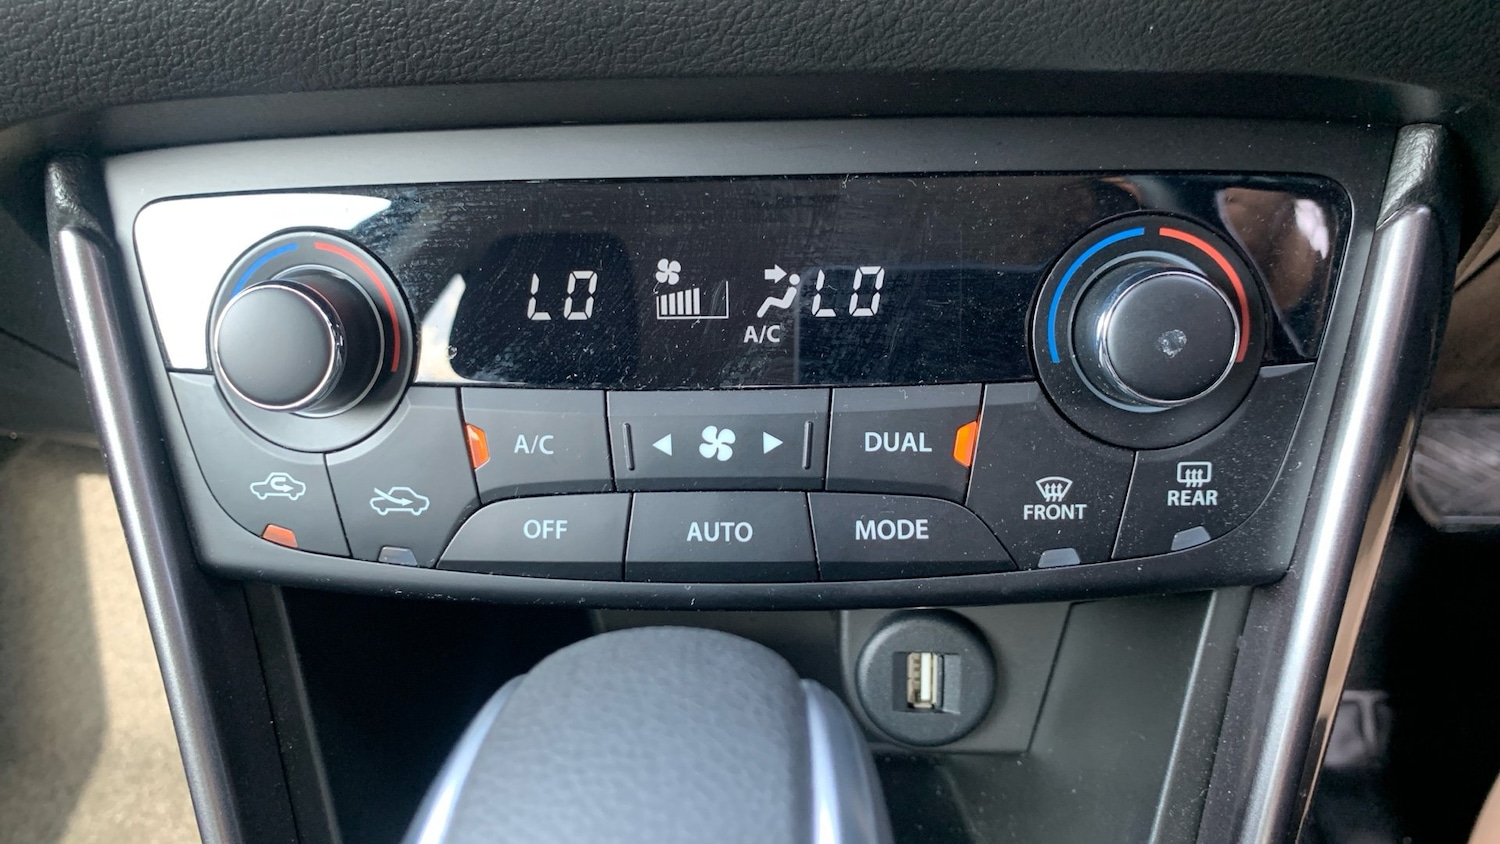 LO
LO
A/C
A/C
DUAL
OFF
AUTO
MODE
FRONT
REAR